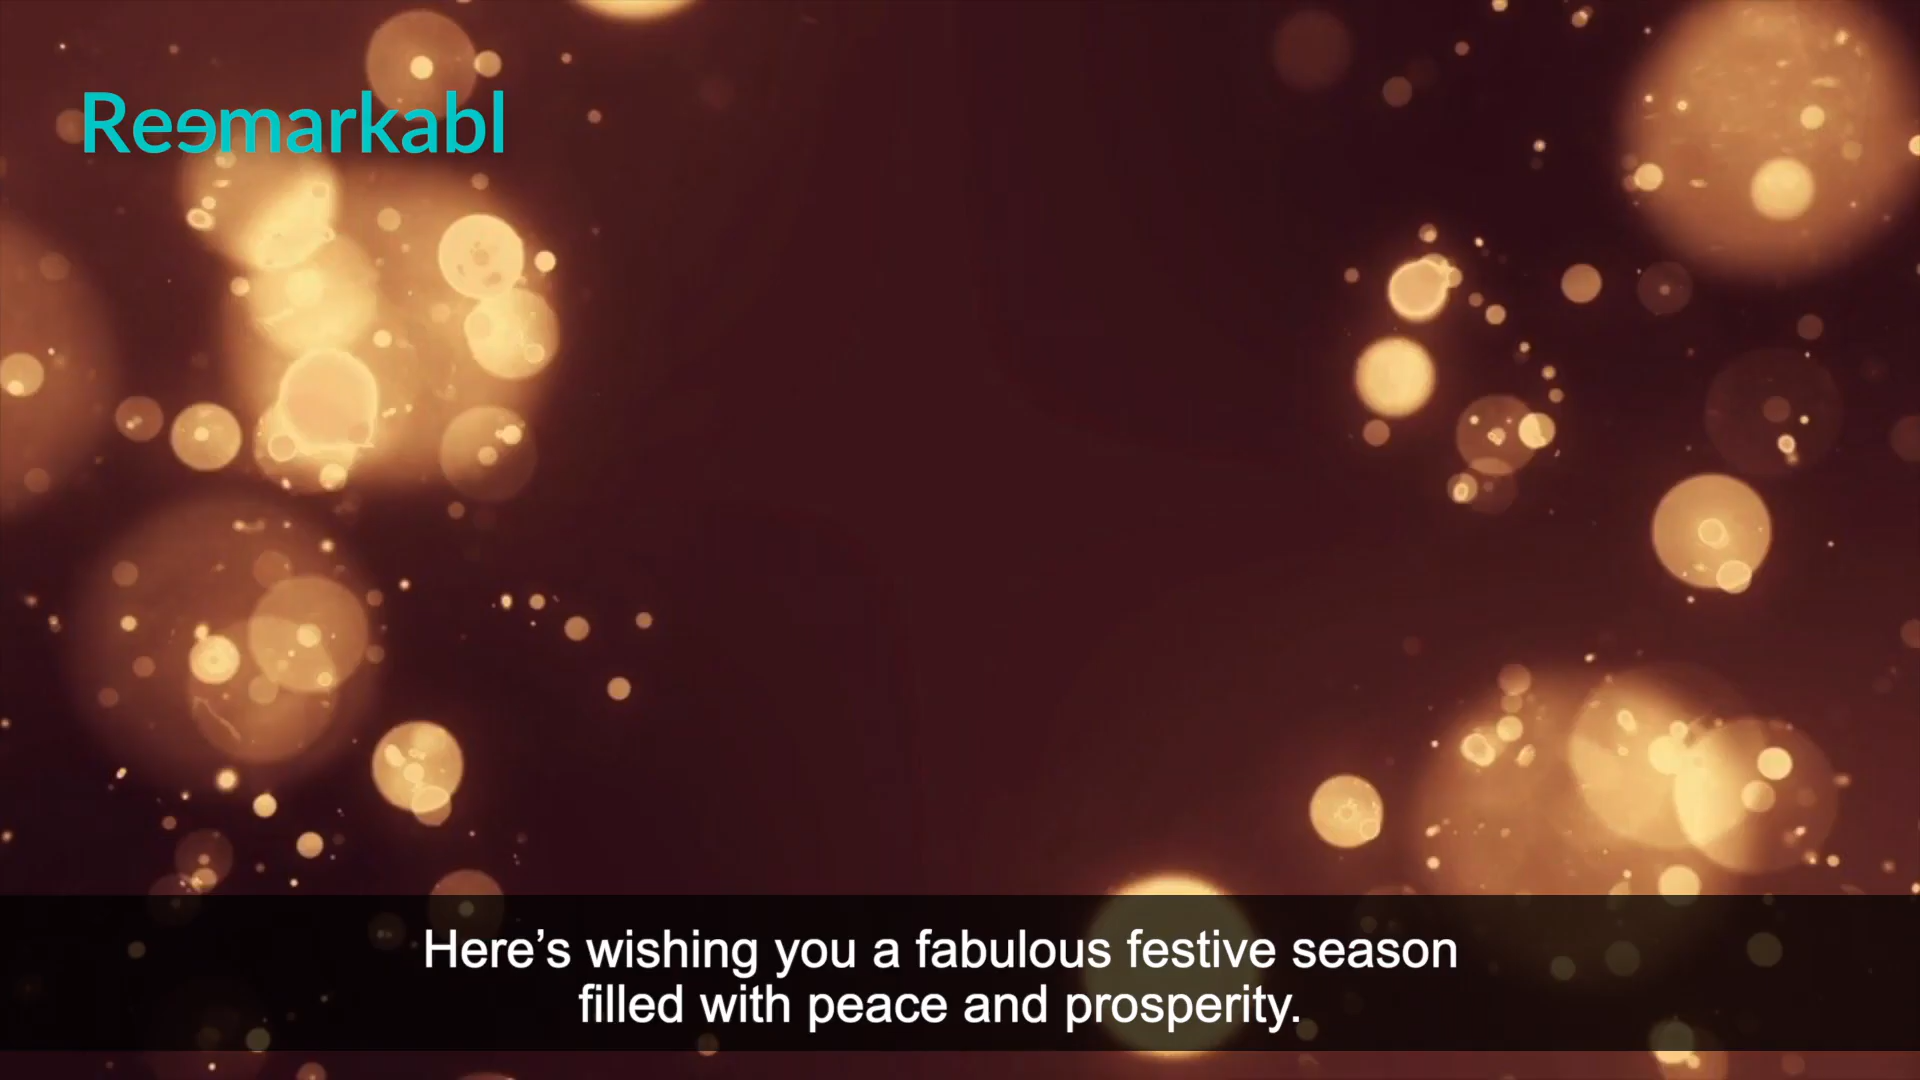 Reemarkabl
Here’s wishing you a fabulous festive season
filled with peace and prosperity.